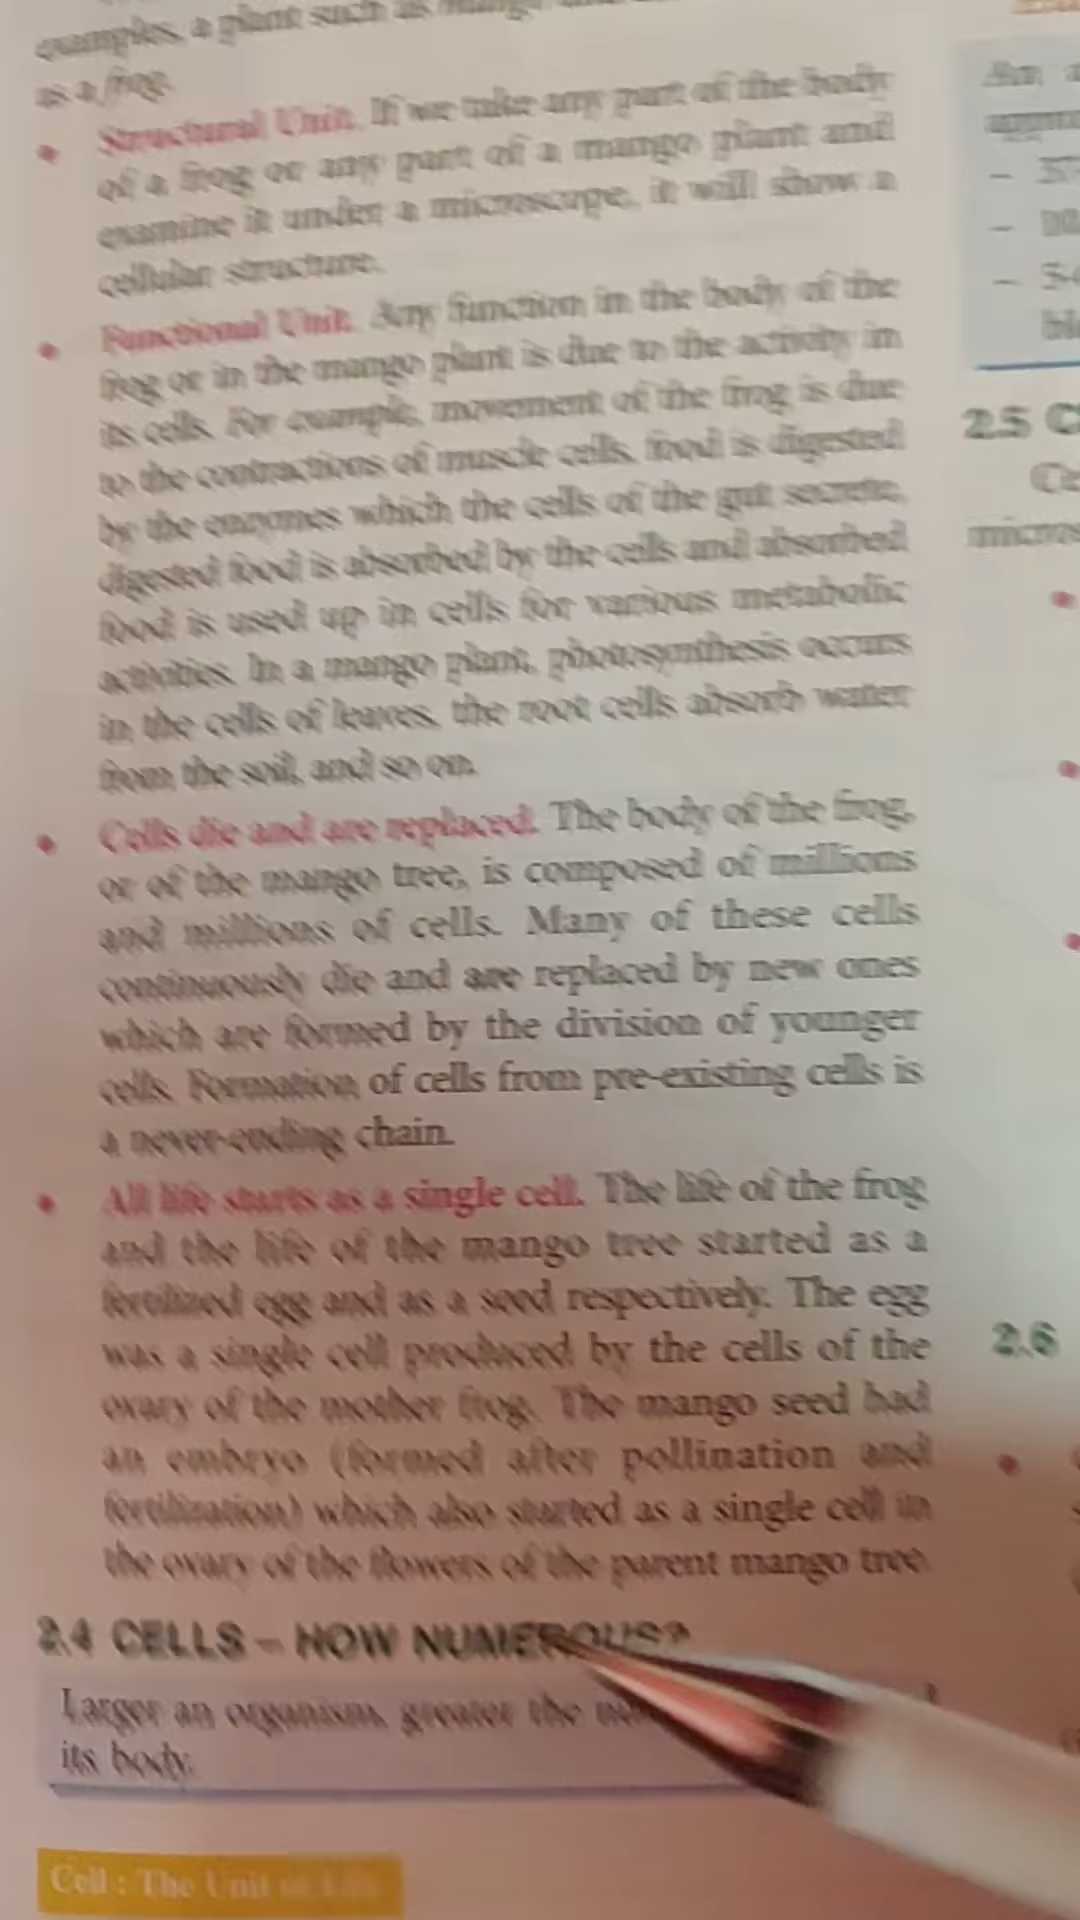 examples, a plant such as mango and
as a frog.
• Structural Unit. If we take any part of the body
of a frog or any part of a mango plant and
examine it under a microscope, it will show a
cellular structure.
• Functional Unit. Any function in the body of the
frog or in the mango plant is due to the activity in
its cells. For example, movement of the frog is due
to the contractions of muscle cells, food is digested
by the enzymes which the cells of the gut secrete,
digested food is absorbed by the cells and absorbed
food is used up in cells for various metabolic
activities. In a mango plant, photosynthesis occurs
in the cells of leaves, the root cells absorb water
from the soil, and so on.
• Cells die and are replaced. The body of the frog,
or of the mango tree, is composed of millions
and millions of cells. Many of these cells
continuously die and are replaced by new ones
which are formed by the division of younger
cells. Formation of cells from pre-existing cells is
a never-ending chain.
• All life starts as a single cell. The life of the frog
and the life of the mango tree started as a
fertilized egg and as a seed respectively. The egg
was a single cell produced by the cells of the
ovary of the mother frog. The mango seed had
an embryo (formed after pollination and
fertilization) which also started as a single cell in
the ovary of the flowers of the parent mango tree.
2.4 CELLS – HOW NUMEROUS?
Larger an organism, greater the
its body.
Cell : The Unit of Life
An
–
–
–
2.5
2.6